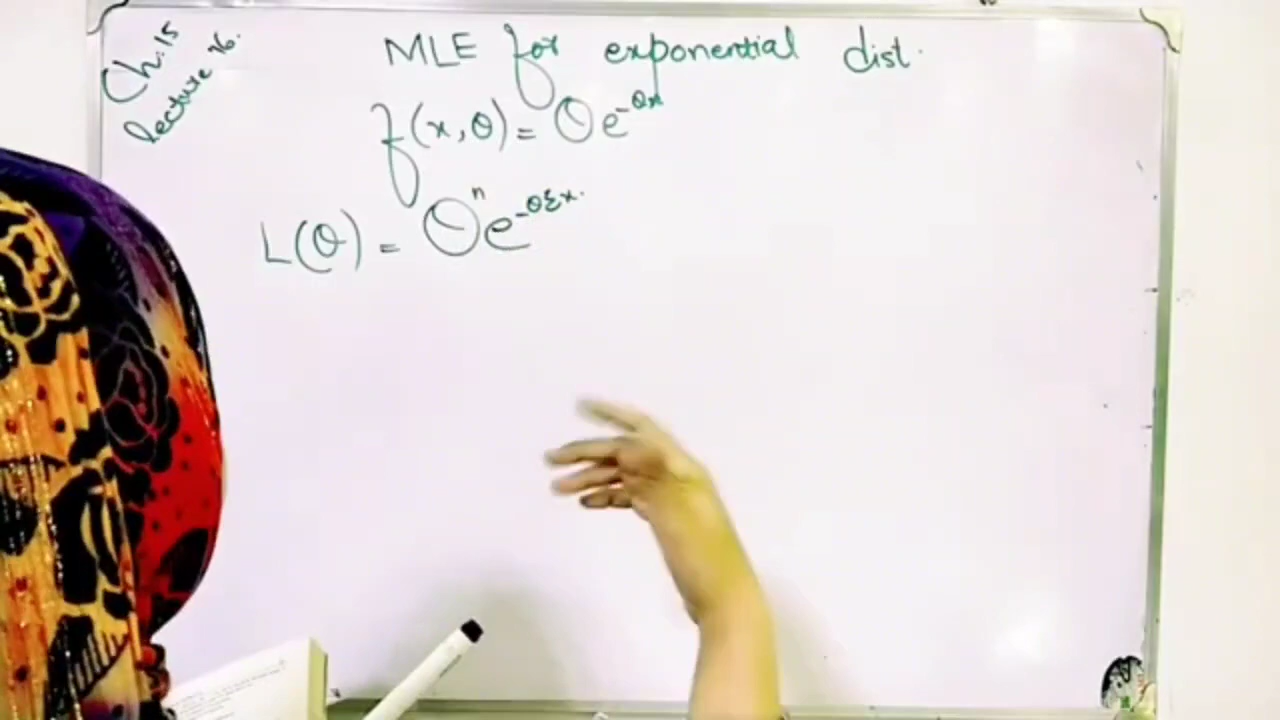 Ch: 15
lecture 16.
MLE for exponential dist.
f(x, θ) = θe^{-θx}
L(θ) = θ^n e^{-θΣx.}